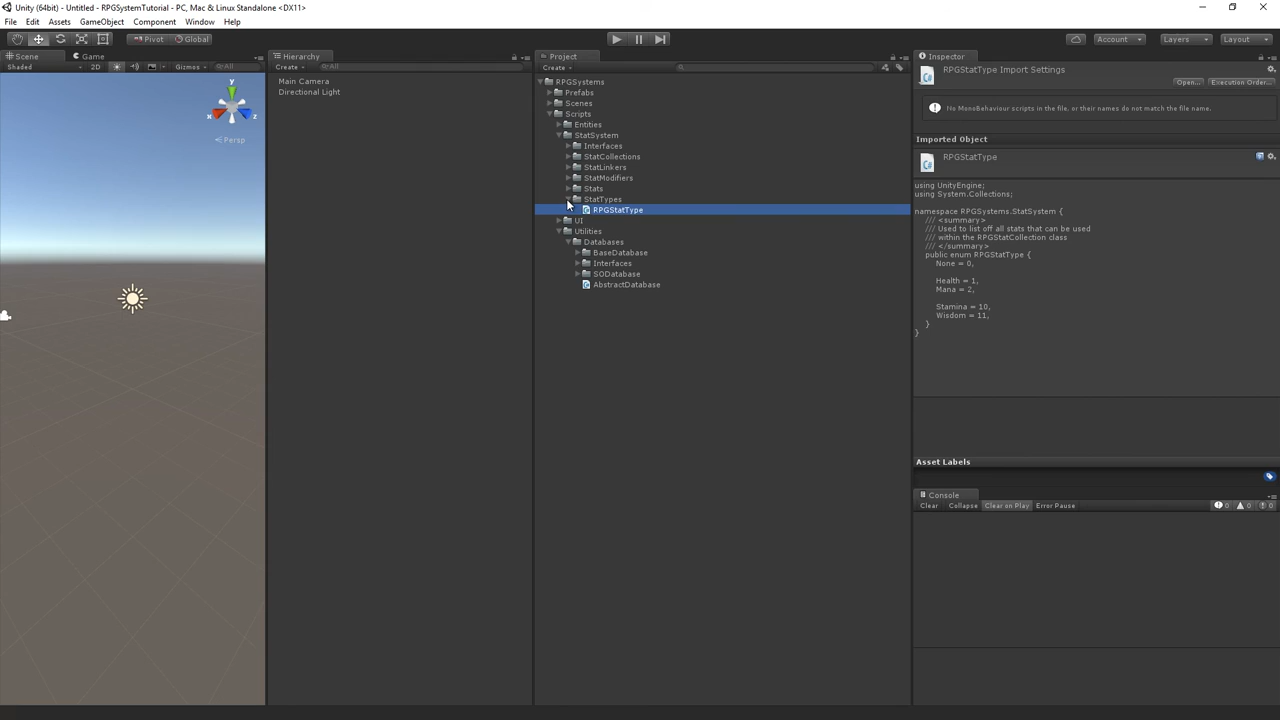 Unity (64bit) - Untitled - RPGSystemTutorial - PC, Mac & Linux Standalone <DX11>
File Edit Assets GameObject Component Window Help
Pivot Global Account Layers Layout
Scene Game
Shaded 2D Gizmos All
y
x z
Persp
Hierarchy
Create All
Main Camera
Directional Light
Project
Create
RPGSystems
Prefabs
Scenes
Scripts
Entities
StatSystem
Interfaces
StatCollections
StatLinkers
StatModifiers
Stats
StatTypes
RPGStatType
UI
Utilities
Databases
BaseDatabase
Interfaces
SODatabase
AbstractDatabase
Inspector
RPGStatType Import Settings
Open... Execution Order...
No MonoBehaviour scripts in the file, or their names do not match the file name.
Imported Object
RPGStatType
using UnityEngine;
using System.Collections;
namespace RPGSystems.StatSystem {
/// <summary>
/// Used to list off all stats that can be used
/// within the RPGStatCollection class
/// </summary>
public enum RPGStatType {
None = 0,
Health = 1,
Mana = 2,
Stamina = 10,
Wisdom = 11,
}
}
Asset Labels
Console
Clear Collapse Clear on Play Error Pause 0 0 0